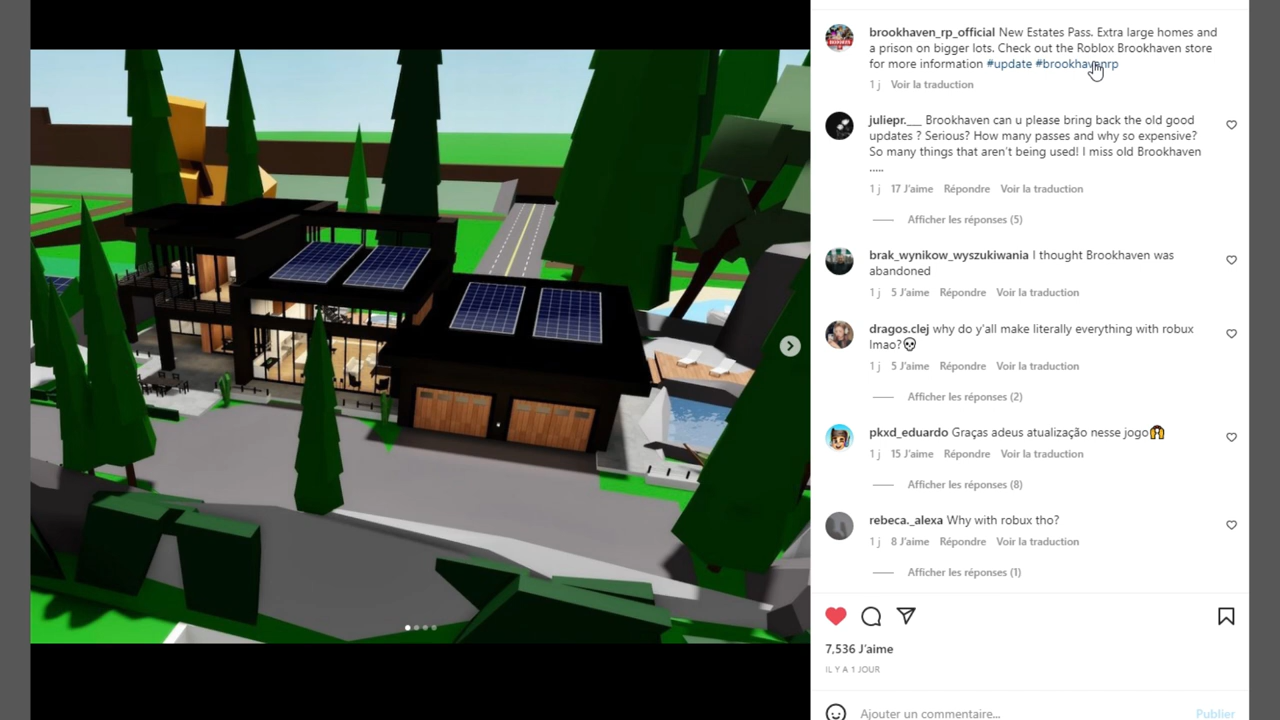 brookhaven_rp_official New Estates Pass. Extra large homes and
a prison on bigger lots. Check out the Roblox Brookhaven store
for more information #update #brookhavenrp
1 j Voir la traduction
juliepr.___ Brookhaven can u please bring back the old good
updates ? Serious? How many passes and why so expensive?
So many things that aren't being used! I miss old Brookhaven
.....
1 j 17 J'aime Répondre Voir la traduction
Afficher les réponses (5)
brak_wynikow_wyszukiwania I thought Brookhaven was
abandoned
1 j 5 J'aime Répondre Voir la traduction
dragos.clej why do y'all make literally everything with robux
lmao?💀
1 j 5 J'aime Répondre Voir la traduction
Afficher les réponses (2)
pkxd_eduardo Graças adeus atualização nesse jogo🙌
1 j 15 J'aime Répondre Voir la traduction
Afficher les réponses (8)
rebeca._alexa Why with robux tho?
1 j 8 J'aime Répondre Voir la traduction
Afficher les réponses (1)
7,536 J'aime
IL Y A 1 JOUR
Ajouter un commentaire... Publier